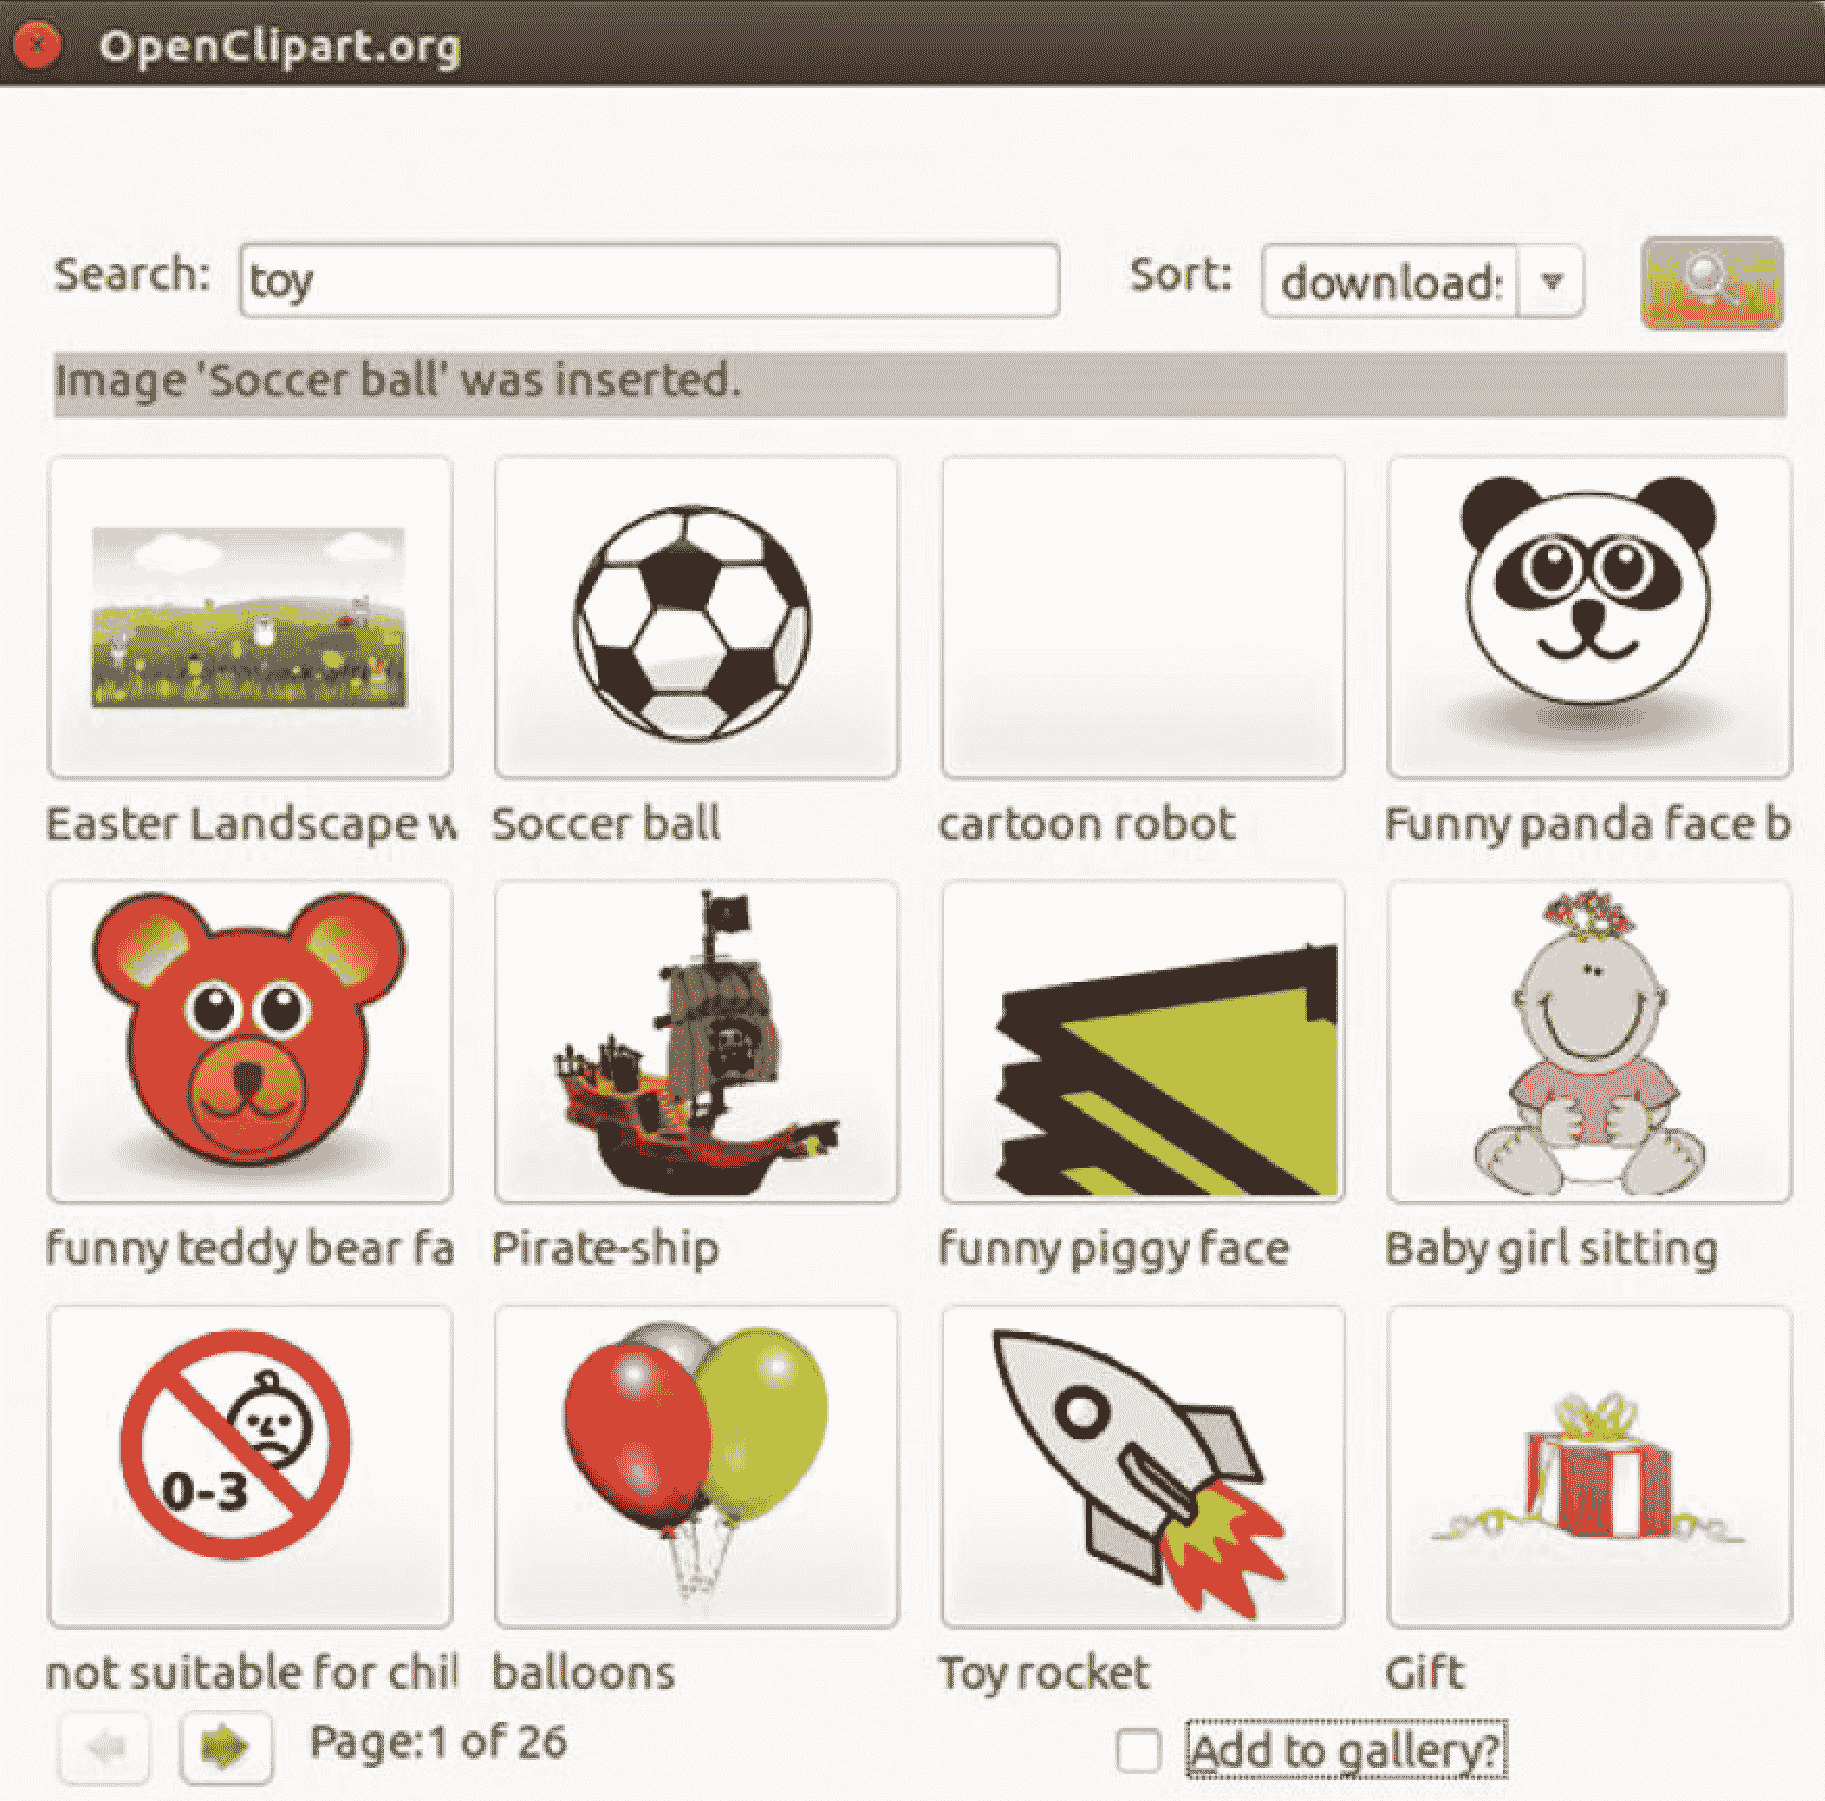 OpenClipart.org
Search: toy Sort: download:
Image 'Soccer ball' was inserted.
Easter Landscape w Soccer ball cartoon robot Funny panda face b
funny teddy bear fa Pirate-ship funny piggy face Baby girl sitting
0-3
not suitable for chil balloons Toy rocket Gift
Page:1 of 26 Add to gallery?